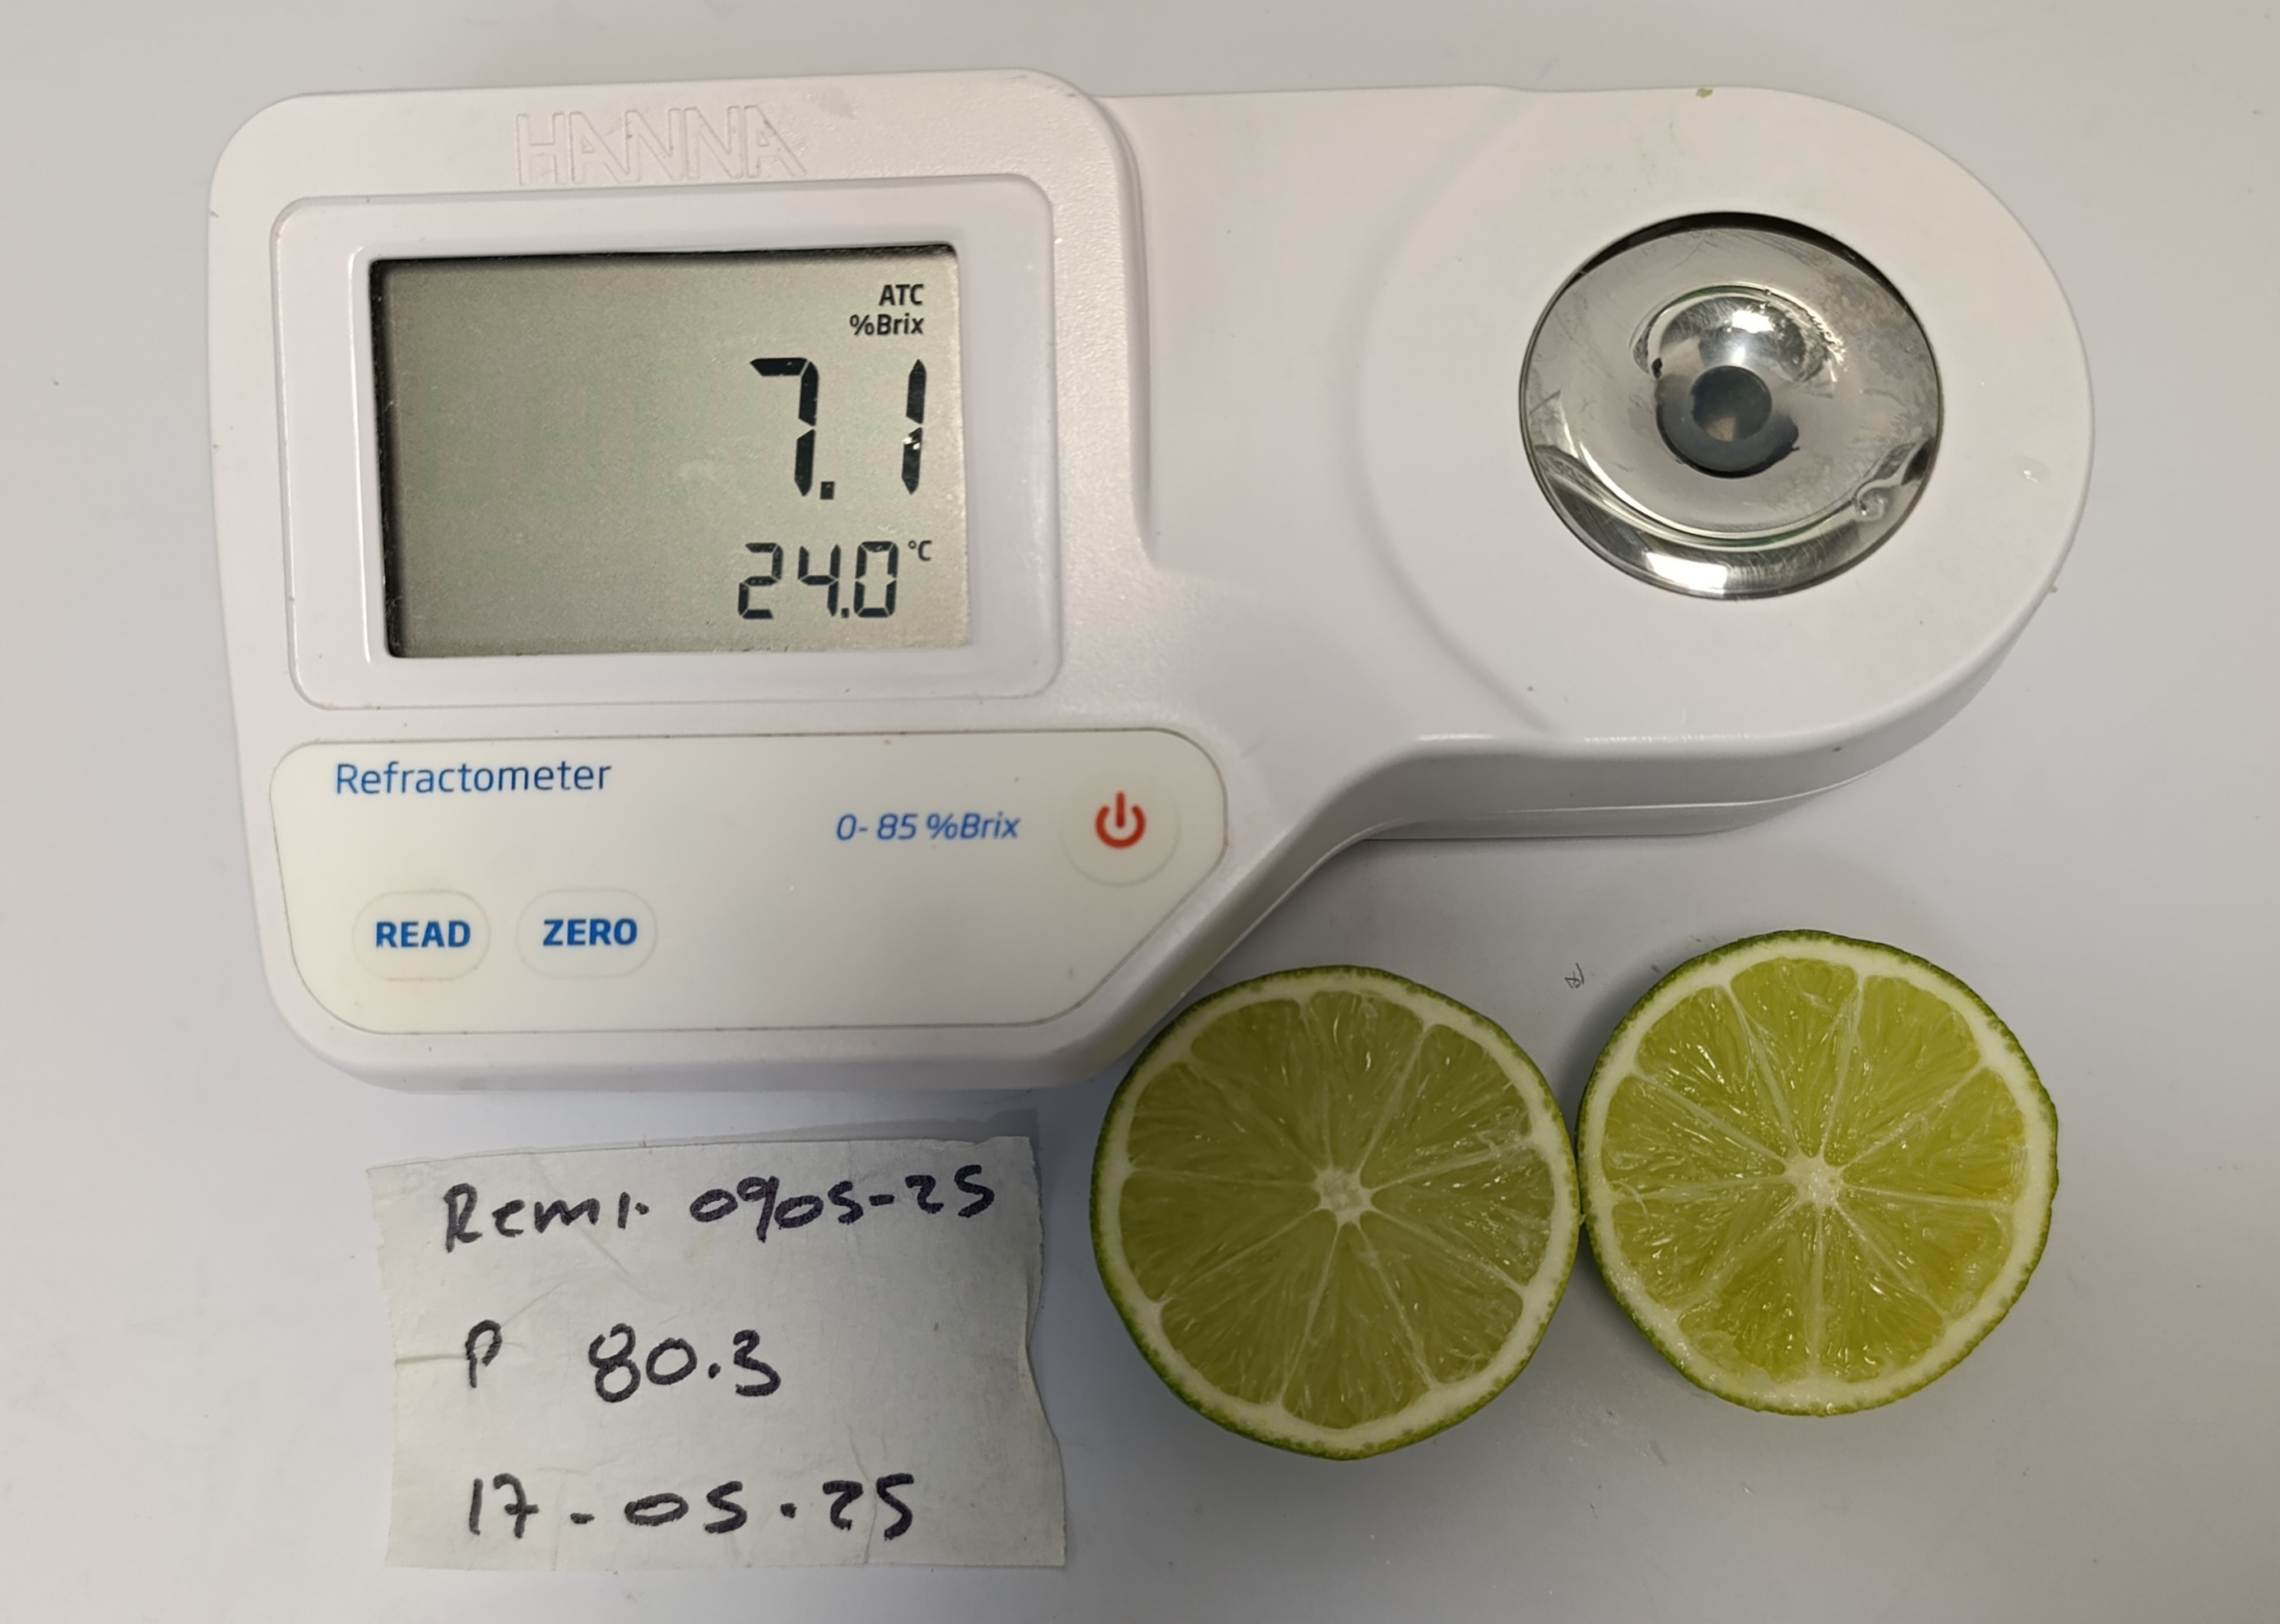 HANNA
ATC
%Brix
7.1
24.0 °C
Refractometer
0-85 %Brix
READ
ZERO
Remi. 0905-25
P 80.3
17-05.25